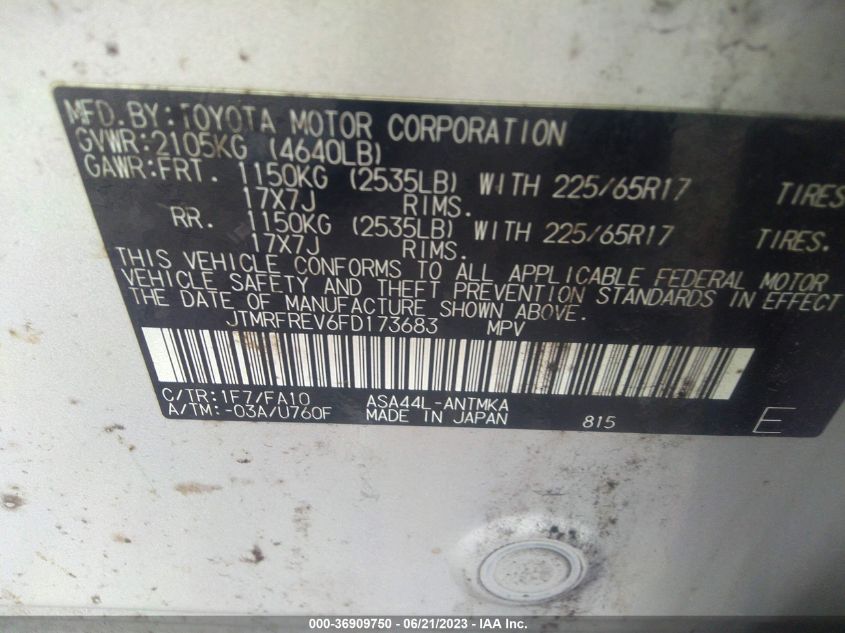 MFD. BY: TOYOTA MOTOR CORPORATION
GVWR: 2105KG (4640LB)
GAWR: FRT. 1150KG (2535LB) WITH 225/65R17 TIRES
17X7J RIMS.
RR. 1150KG (2535LB) WITH 225/65R17 TIRES.
17X7J RIMS.
THIS VEHICLE CONFORMS TO ALL APPLICABLE FEDERAL MOTOR
VEHICLE SAFETY AND THEFT PREVENTION STANDARDS IN EFFECT
THE DATE OF MANUFACTURE SHOWN ABOVE.
JTMRFREV6FD173683 MPV
C/TR: 1F7/FA10 ASA44L-ANTMKA
A/TM: -03A/U760F MADE IN JAPAN 815 E
000-36909750 - 06/21/2023 - IAA Inc.